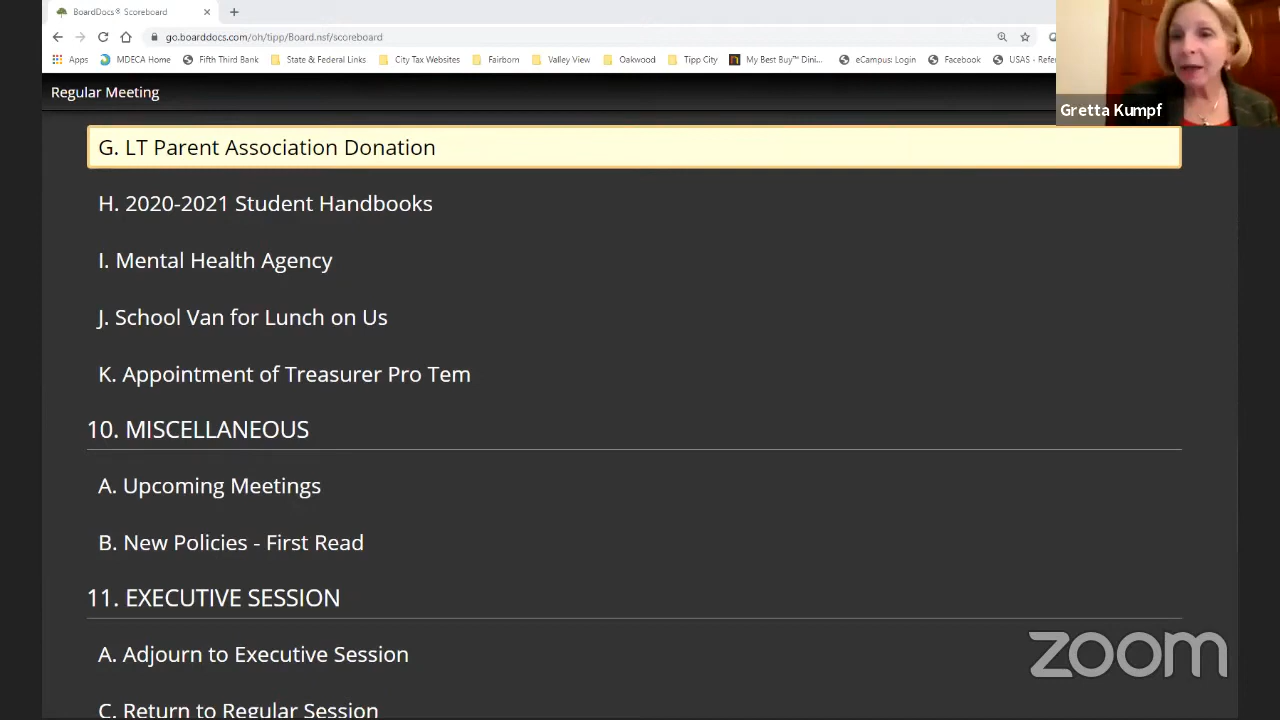 BoardDocs® Scoreboard
go.boarddocs.com/oh/tipp/Board.nsf/scoreboard
Apps MDECA Home Fifth Third Bank State & Federal Links City Tax Websites Fairborn Valley View Oakwood Tipp City My Best Buy™ Dini... eCampus: Login Facebook USAS - Refer
Regular Meeting
Gretta Kumpf
G. LT Parent Association Donation
H. 2020-2021 Student Handbooks
I. Mental Health Agency
J. School Van for Lunch on Us
K. Appointment of Treasurer Pro Tem
10. MISCELLANEOUS
A. Upcoming Meetings
B. New Policies - First Read
11. EXECUTIVE SESSION
A. Adjourn to Executive Session
C. Return to Regular Session
zoom